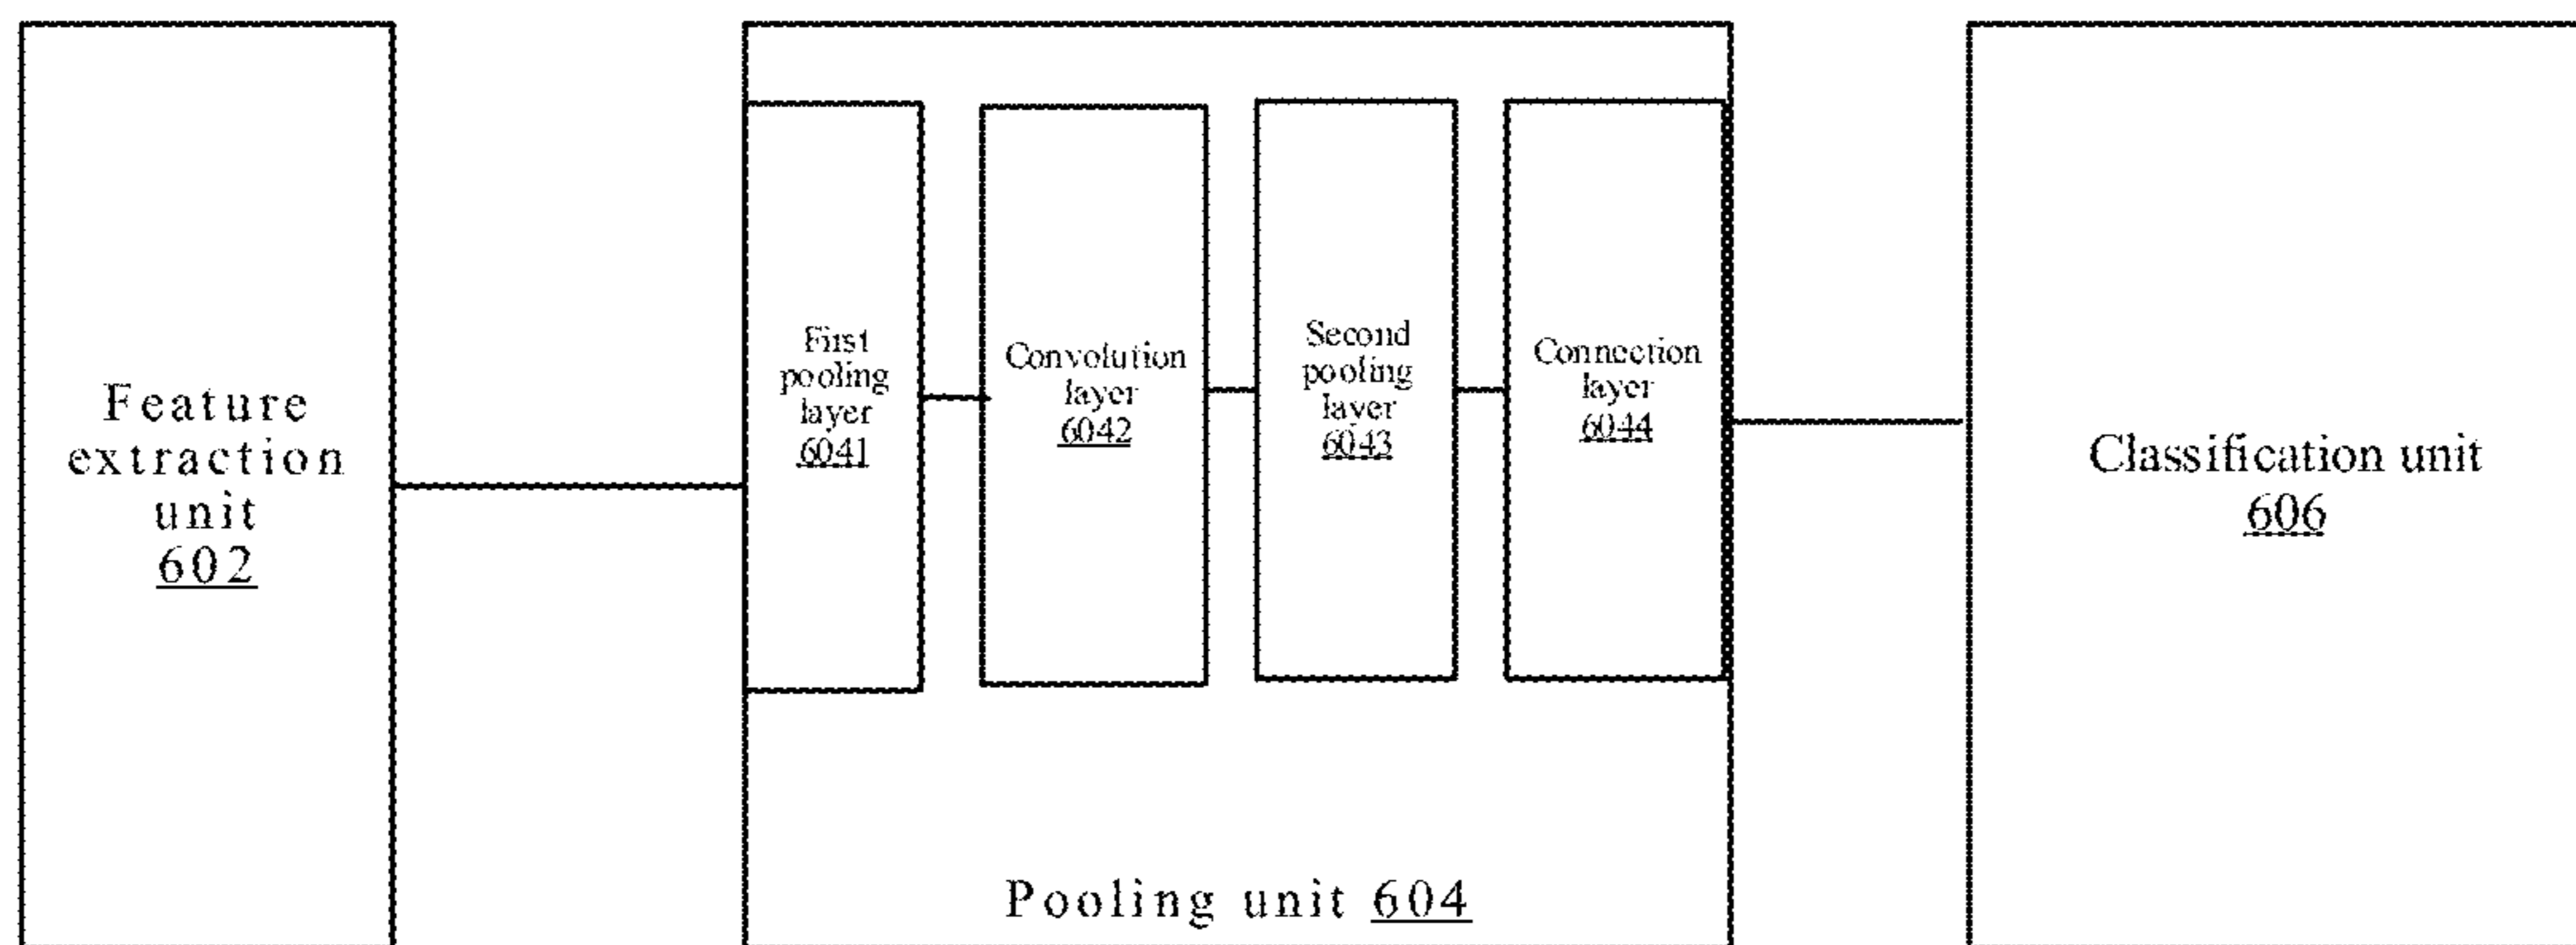 Feature
extraction
unit
602
First
pooling
layer
6041
Convolution
layer
6042
Second
pooling
layer
6043
Connection
layer
6044
Pooling unit 604
Classification unit
606